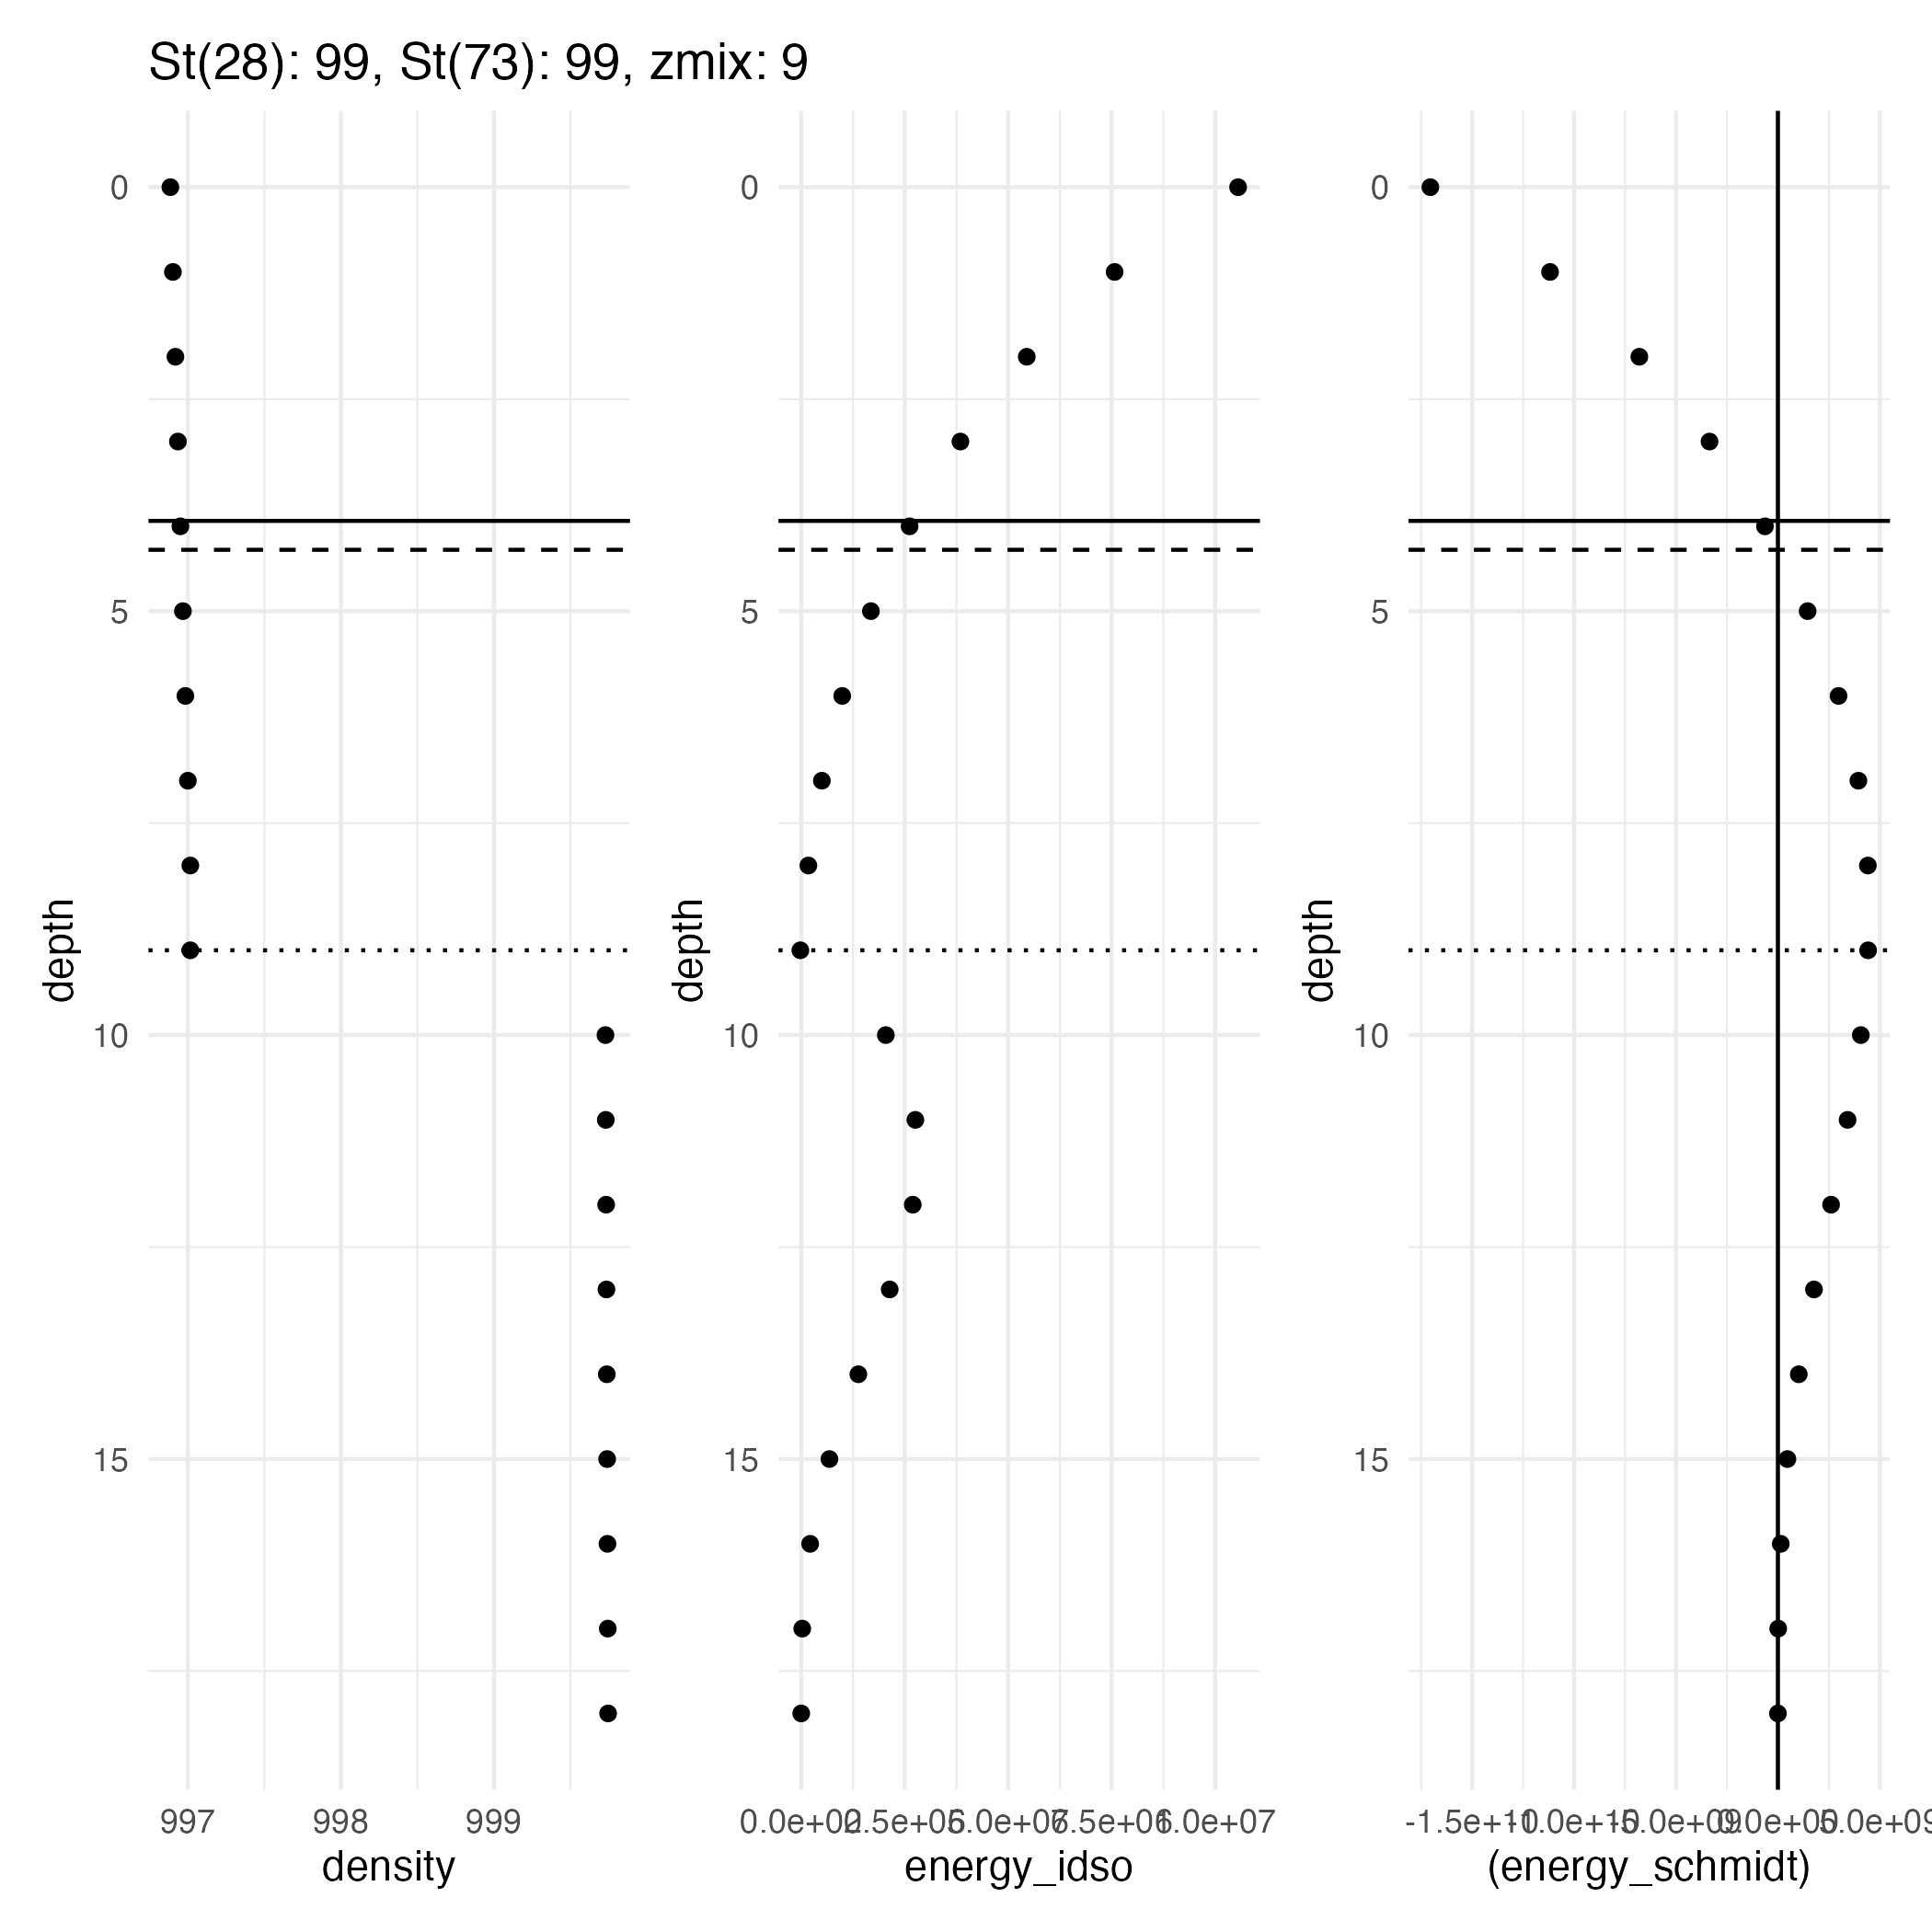 St(28): 99, St(73): 99, zmix: 9
0
5
10
15
depth
997 998 999
density
0
5
10
15
depth
0.0e+00 2.5e+06 5.0e+06 7.5e+06 1.0e+07
energy_idso
0
5
10
15
depth
-1.5e+10 -1.0e+10 -5.0e+09 0.0e+00 5.0e+09
(energy_schmidt)